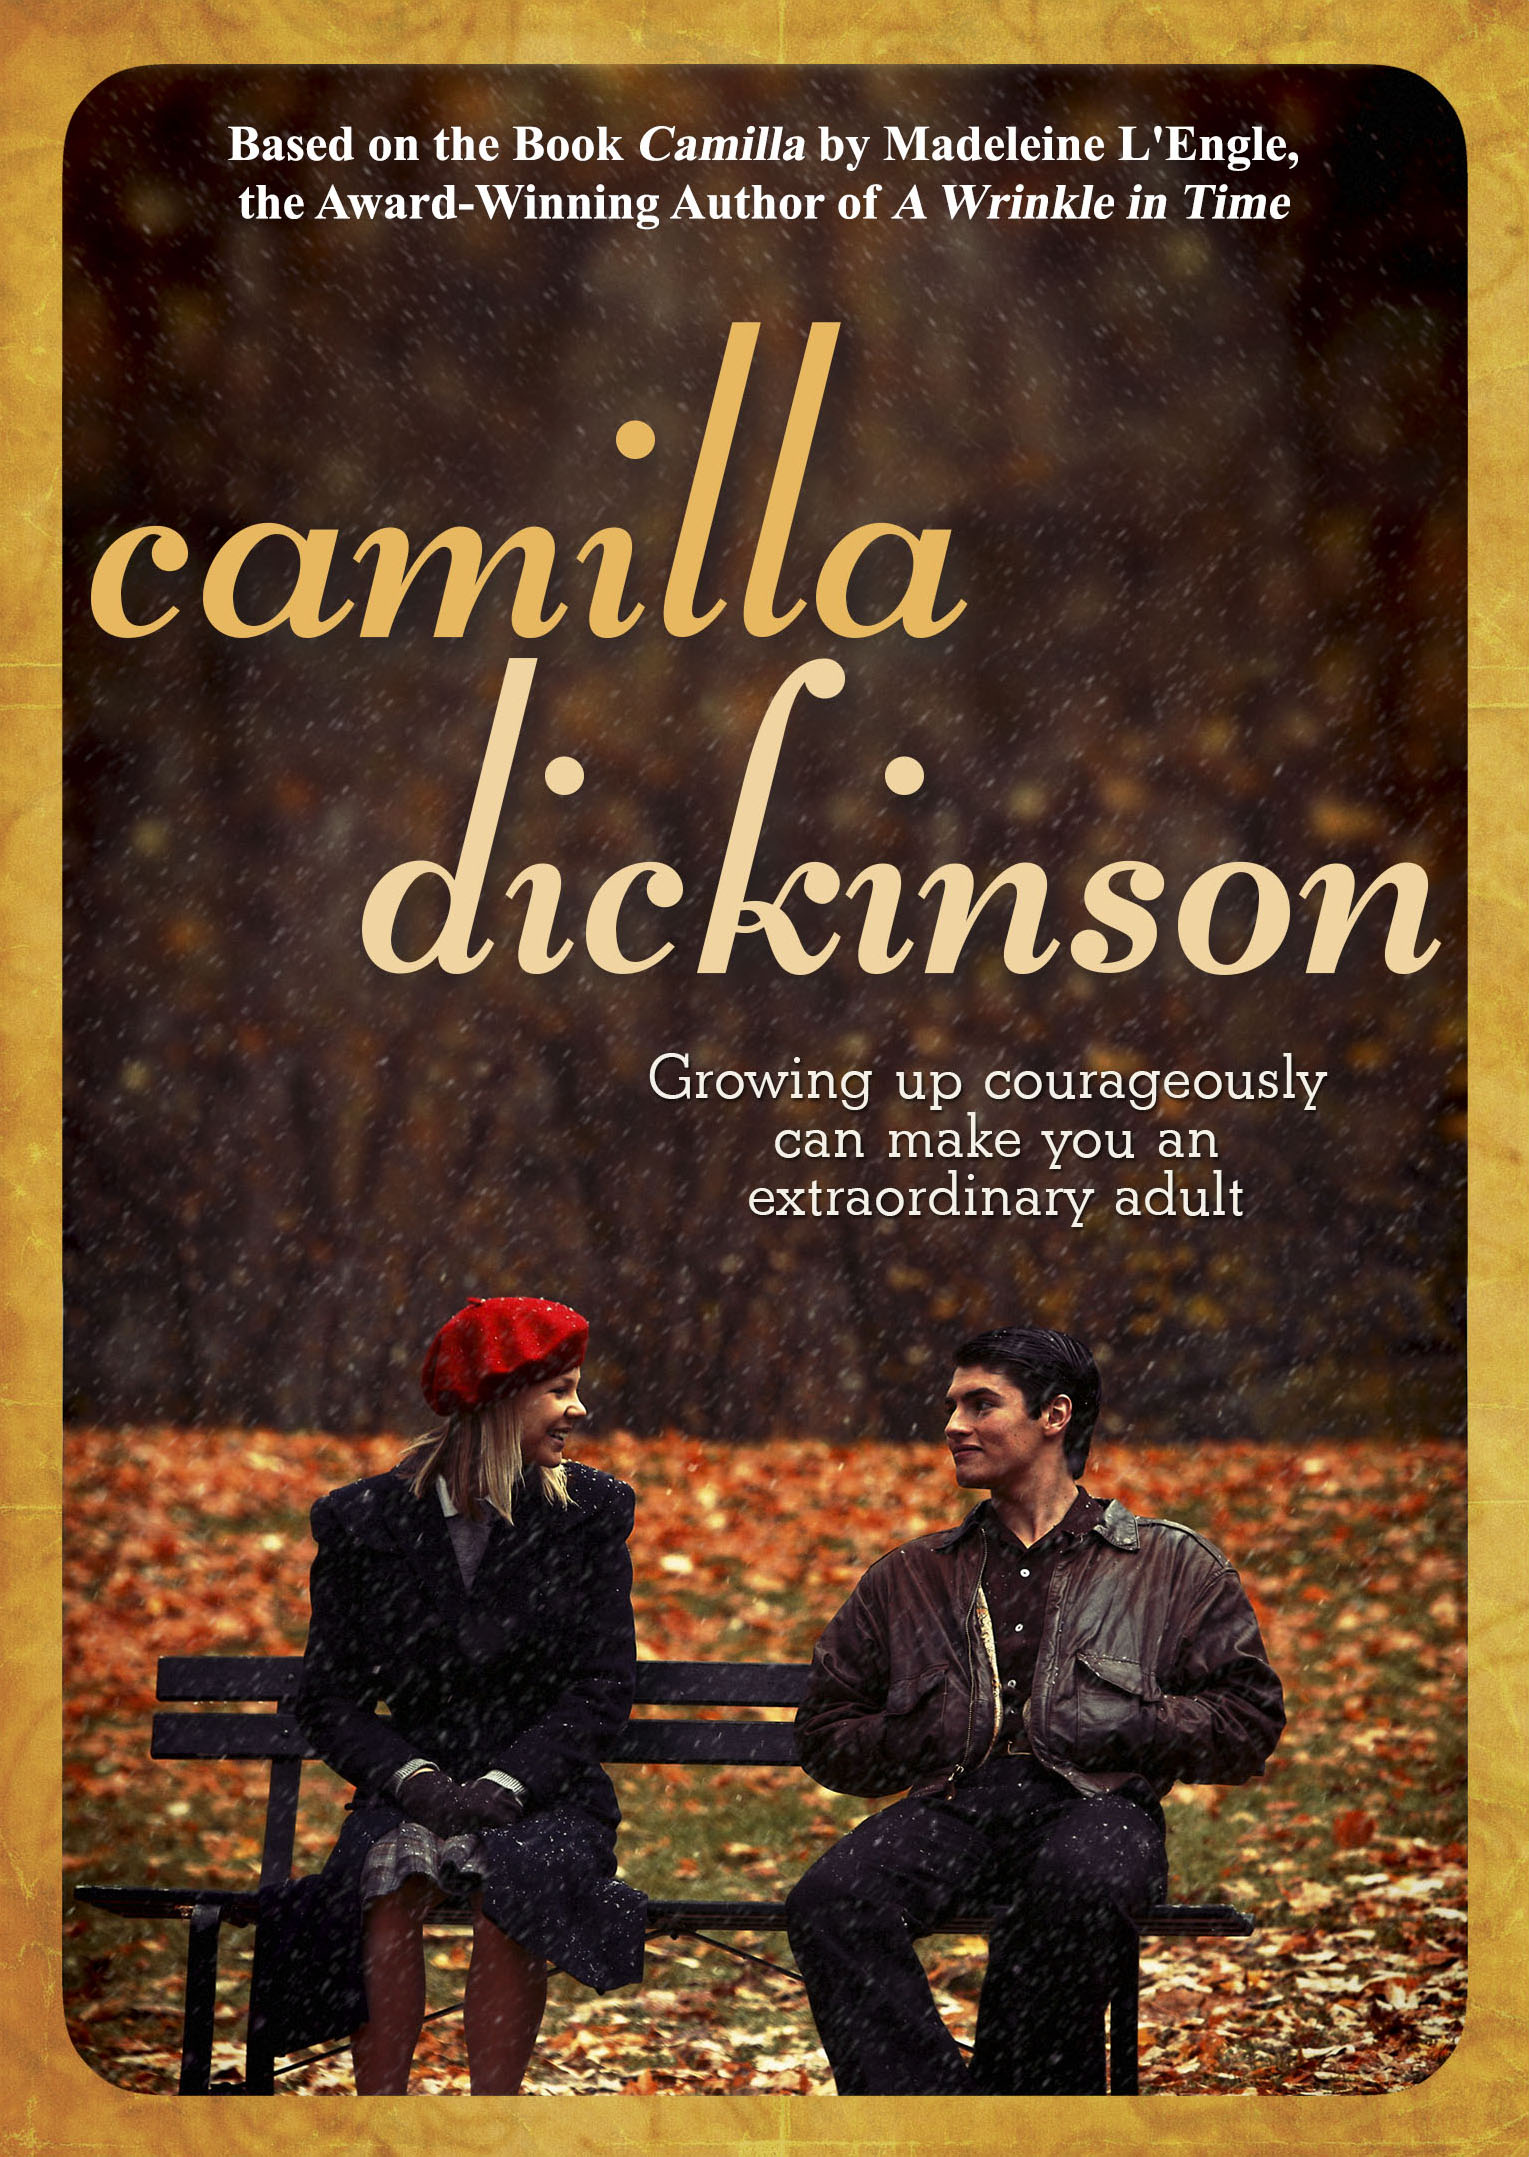 Based on the Book Camilla by Madeleine L'Engle,
the Award-Winning Author of A Wrinkle in Time
camilla
dickinson
Growing up courageously
can make you an
extraordinary adult